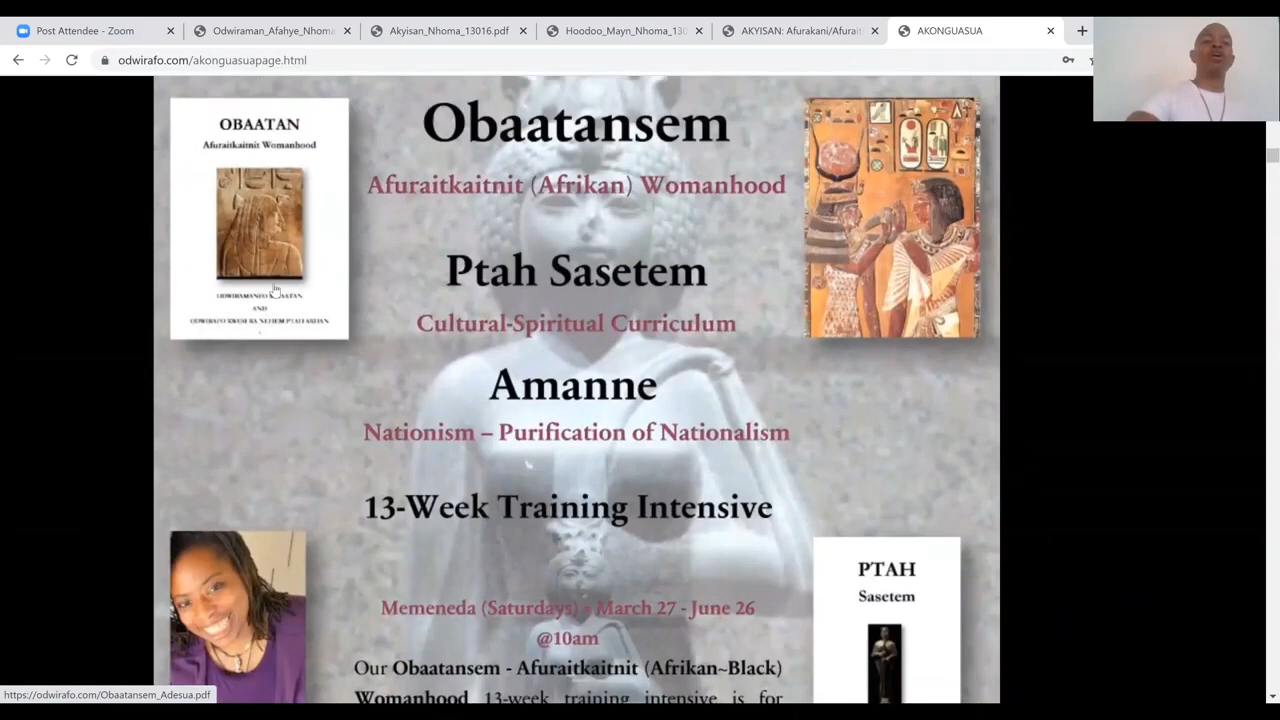 Post Attendee - Zoom
Odwiraman_Afahye_Nhoma
Akyisan_Nhoma_13016.pdf
Hoodoo_Mayn_Nhoma_130
AKYISAN: Afurakani/Afurait
AKONGUASUA
odwirafo.com/akonguasuapage.html
OBAATAN
Afuraitkaitnit Womanhood
ODWIRAMANFO
AND
Obaatansem
Afuraitkaitnit (Afrikan) Womanhood
Ptah Sasetem
Cultural-Spiritual Curriculum
Amanne
Nationism – Purification of Nationalism
13-Week Training Intensive
Memeneda (Saturdays) - March 27 - June 26
@10am
Our Obaatansem - Afuraitkaitnit (Afrikan~Black)
Womanhood 13-week training intensive is for
PTAH
Sasetem
https://odwirafo.com/Obaatansem_Adesua.pdf